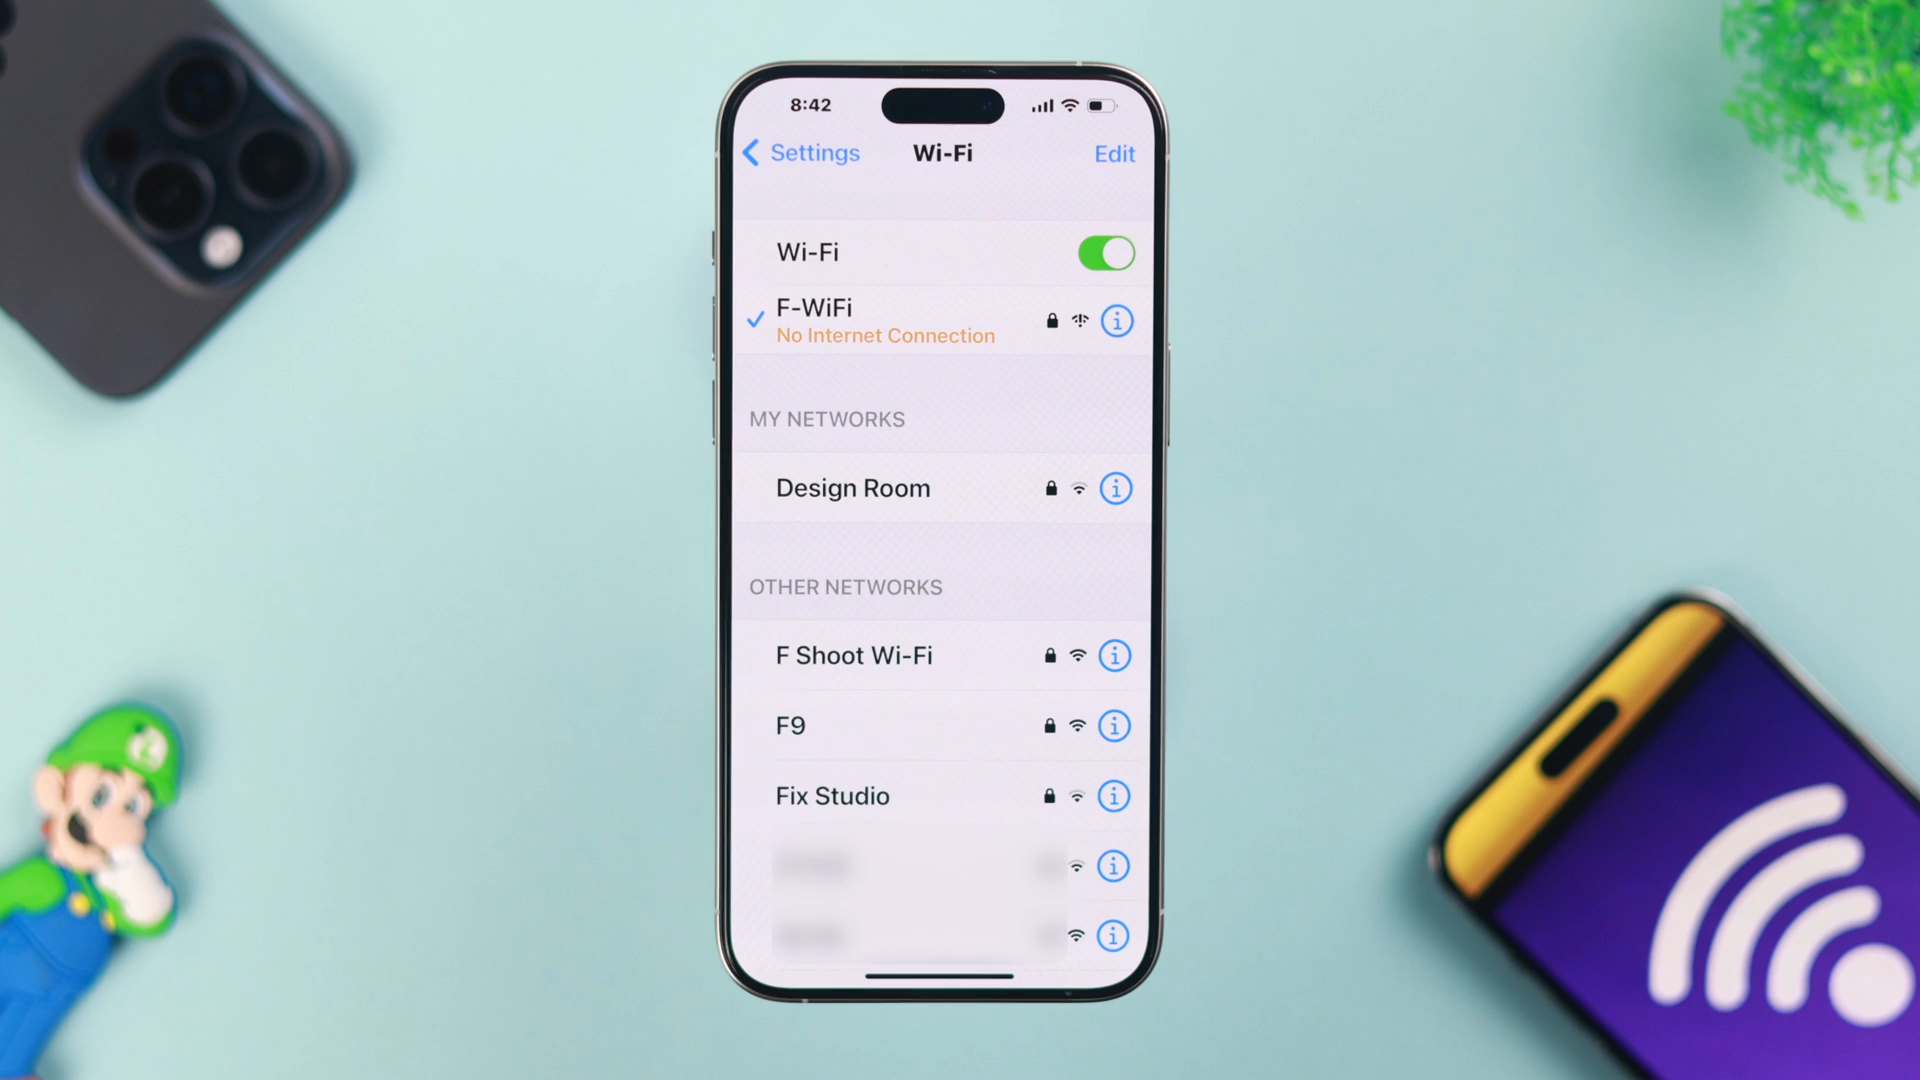 8:42
Settings
Wi-Fi
Edit
Wi-Fi
F-WiFi
No Internet Connection
MY NETWORKS
Design Room
OTHER NETWORKS
F Shoot Wi-Fi
F9
Fix Studio